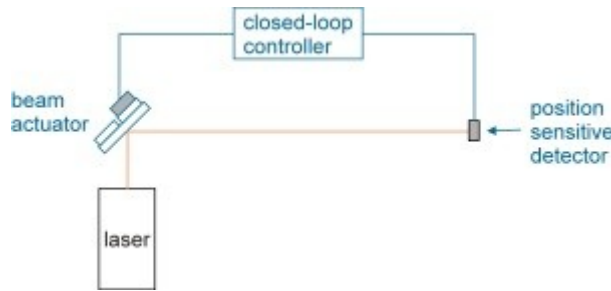 closed-loop
controller
beam
actuator
position
sensitive
detector
laser